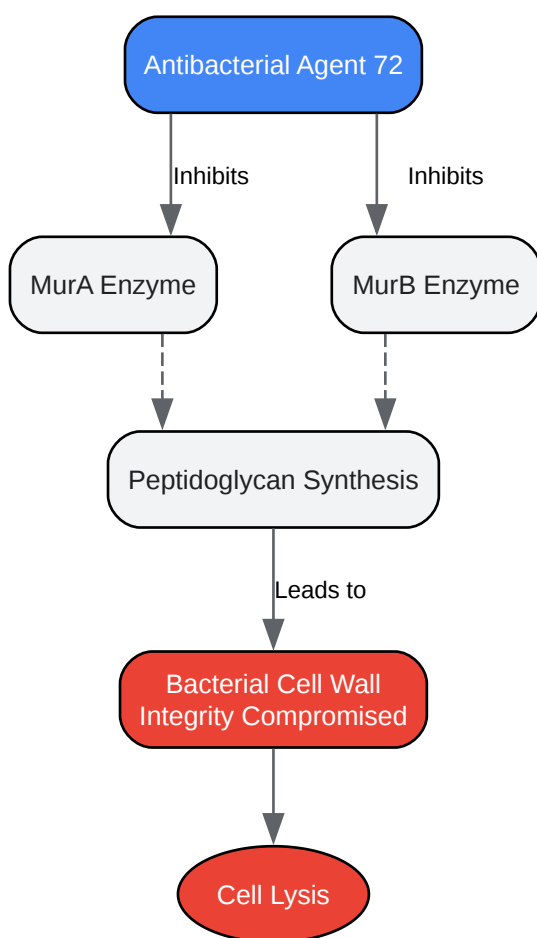 Antibacterial Agent 72
Inhibits
Inhibits
MurA Enzyme
MurB Enzyme
Peptidoglycan Synthesis
Leads to
Bacterial Cell Wall
Integrity Compromised
Cell Lysis